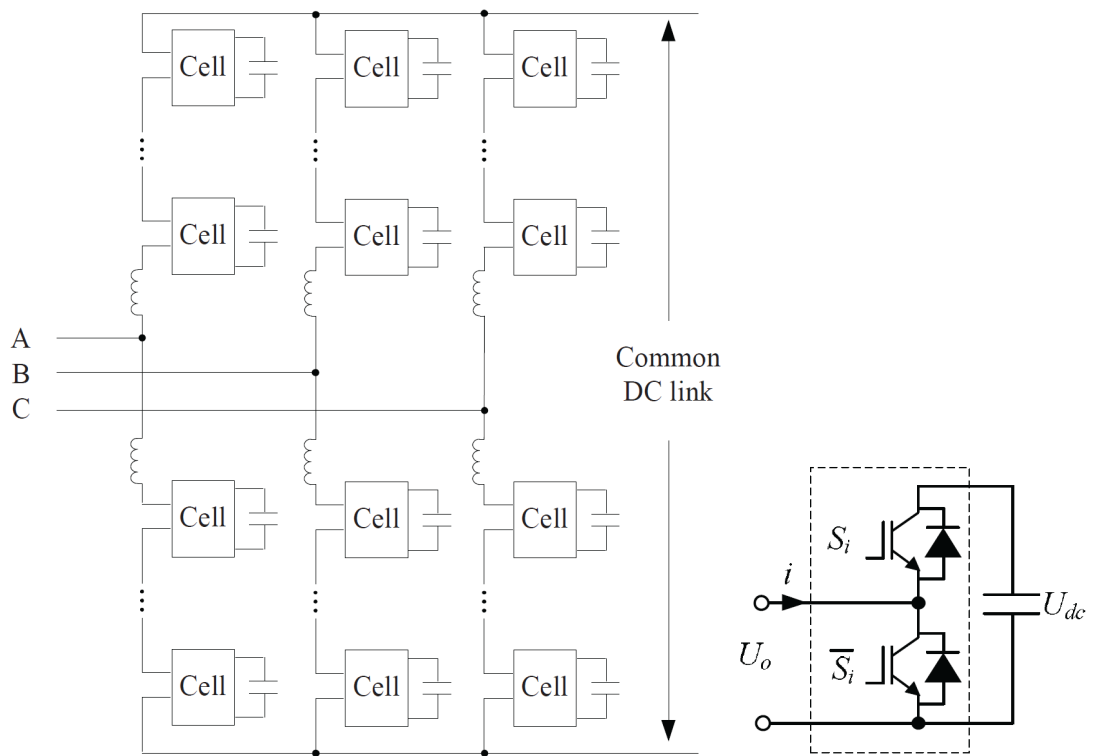 Cell Cell Cell
Cell Cell Cell
A
B
C
Common
DC link
Cell Cell Cell
Cell Cell Cell
S_i
i
U_dc
U_o
S̅_i